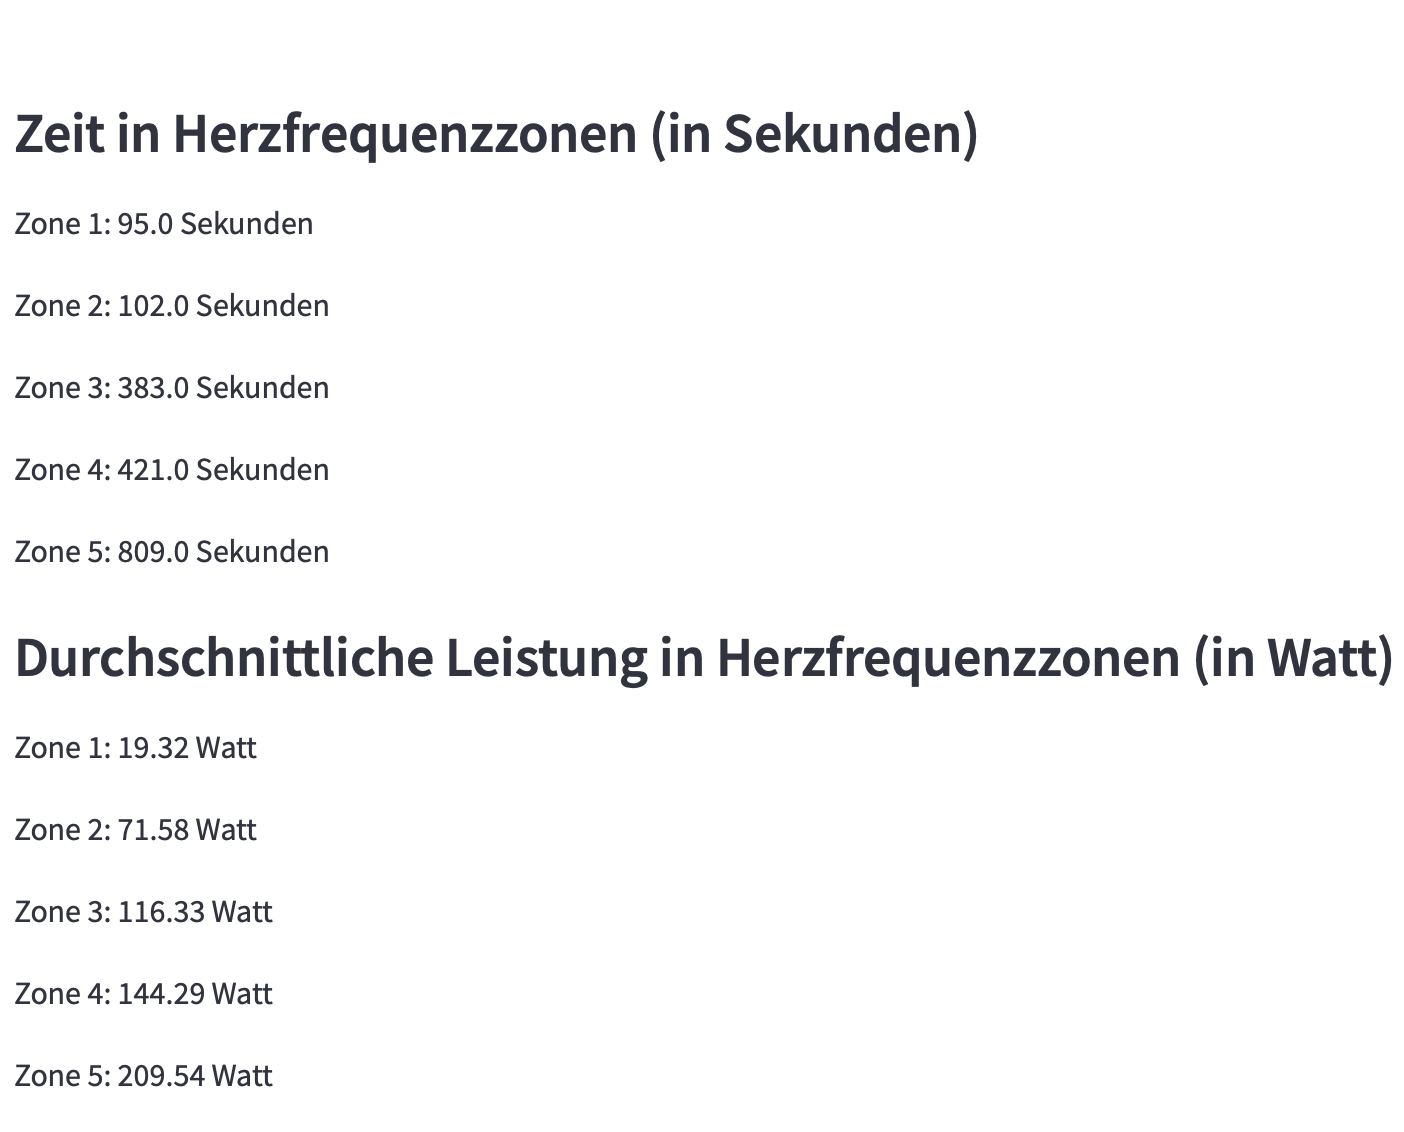 Zeit in Herzfrequenzzonen (in Sekunden)
Zone 1: 95.0 Sekunden
Zone 2: 102.0 Sekunden
Zone 3: 383.0 Sekunden
Zone 4: 421.0 Sekunden
Zone 5: 809.0 Sekunden
Durchschnittliche Leistung in Herzfrequenzzonen (in Watt)
Zone 1: 19.32 Watt
Zone 2: 71.58 Watt
Zone 3: 116.33 Watt
Zone 4: 144.29 Watt
Zone 5: 209.54 Watt